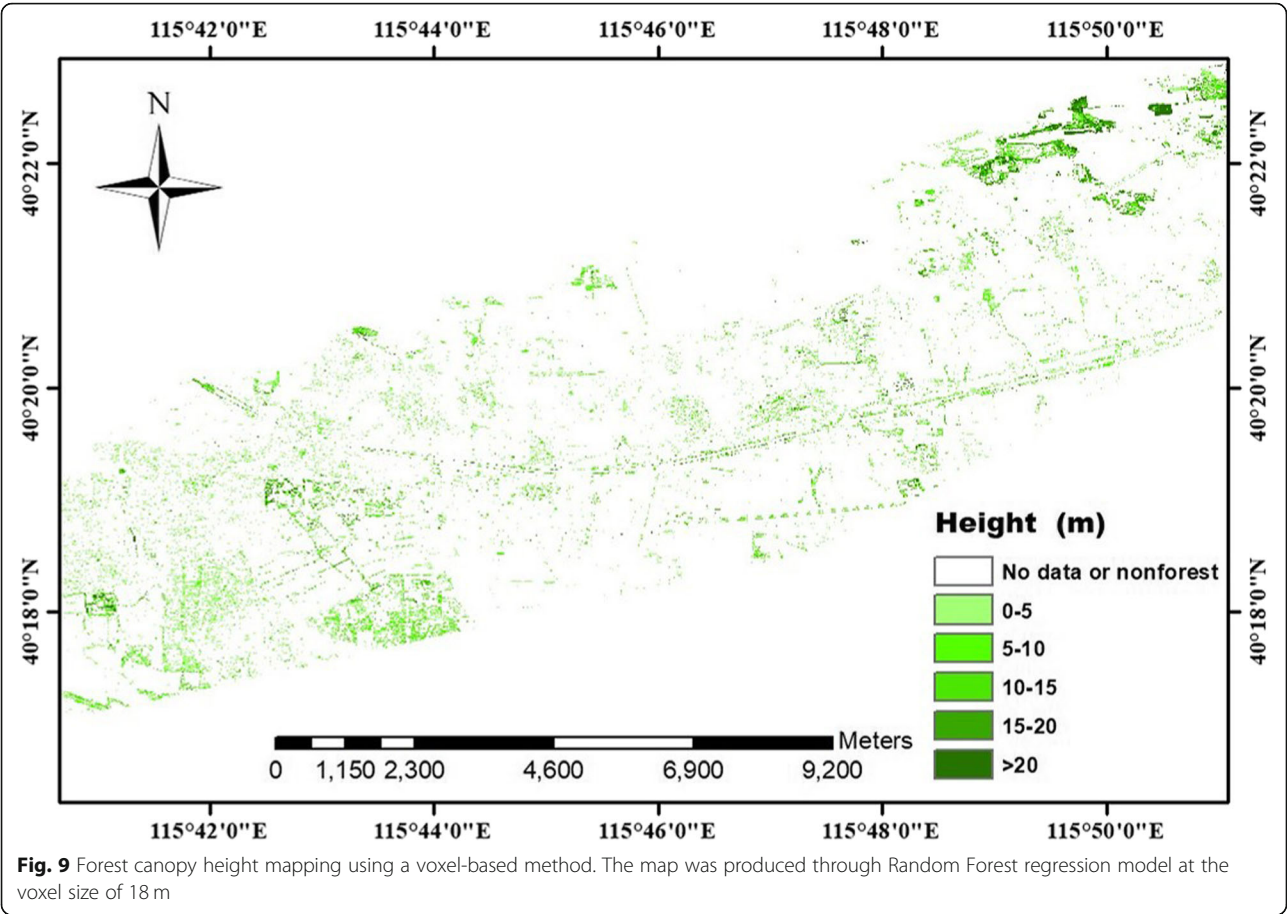 115°42'0"E 115°44'0"E 115°46'0"E 115°48'0"E 115°50'0"E
N
40°22'0"N 40°22'0"N
40°20'0"N 40°20'0"N
40°18'0"N 40°18'0"N
Height (m)
No data or nonforest
0-5
5-10
10-15
15-20
>20
Meters
0 1,150 2,300 4,600 6,900 9,200
115°42'0"E 115°44'0"E 115°46'0"E 115°48'0"E 115°50'0"E
Fig. 9 Forest canopy height mapping using a voxel-based method. The map was produced through Random Forest regression model at the
voxel size of 18 m